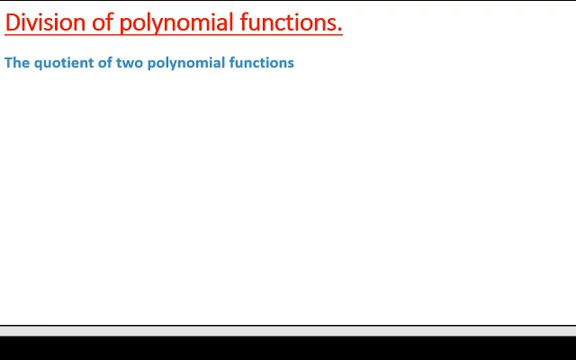 Division of polynomial functions.
The quotient of two polynomial functions